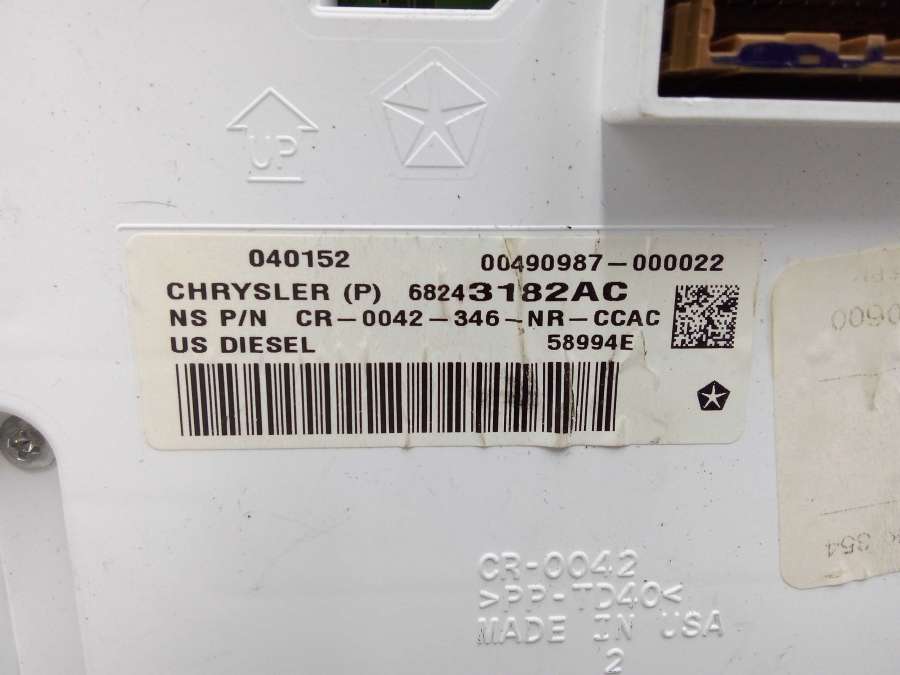 UP
040152 00490987-000022
CHRYSLER (P) 68243182AC
NS P/N CR-0042-346-NR-CCAC
US DIESEL 58994E
CR-0042
>PP-TD40<
MADE IN USA
2
354